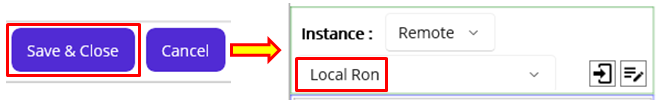 Save & Close Cancel
Instance : Remote
Local Ron